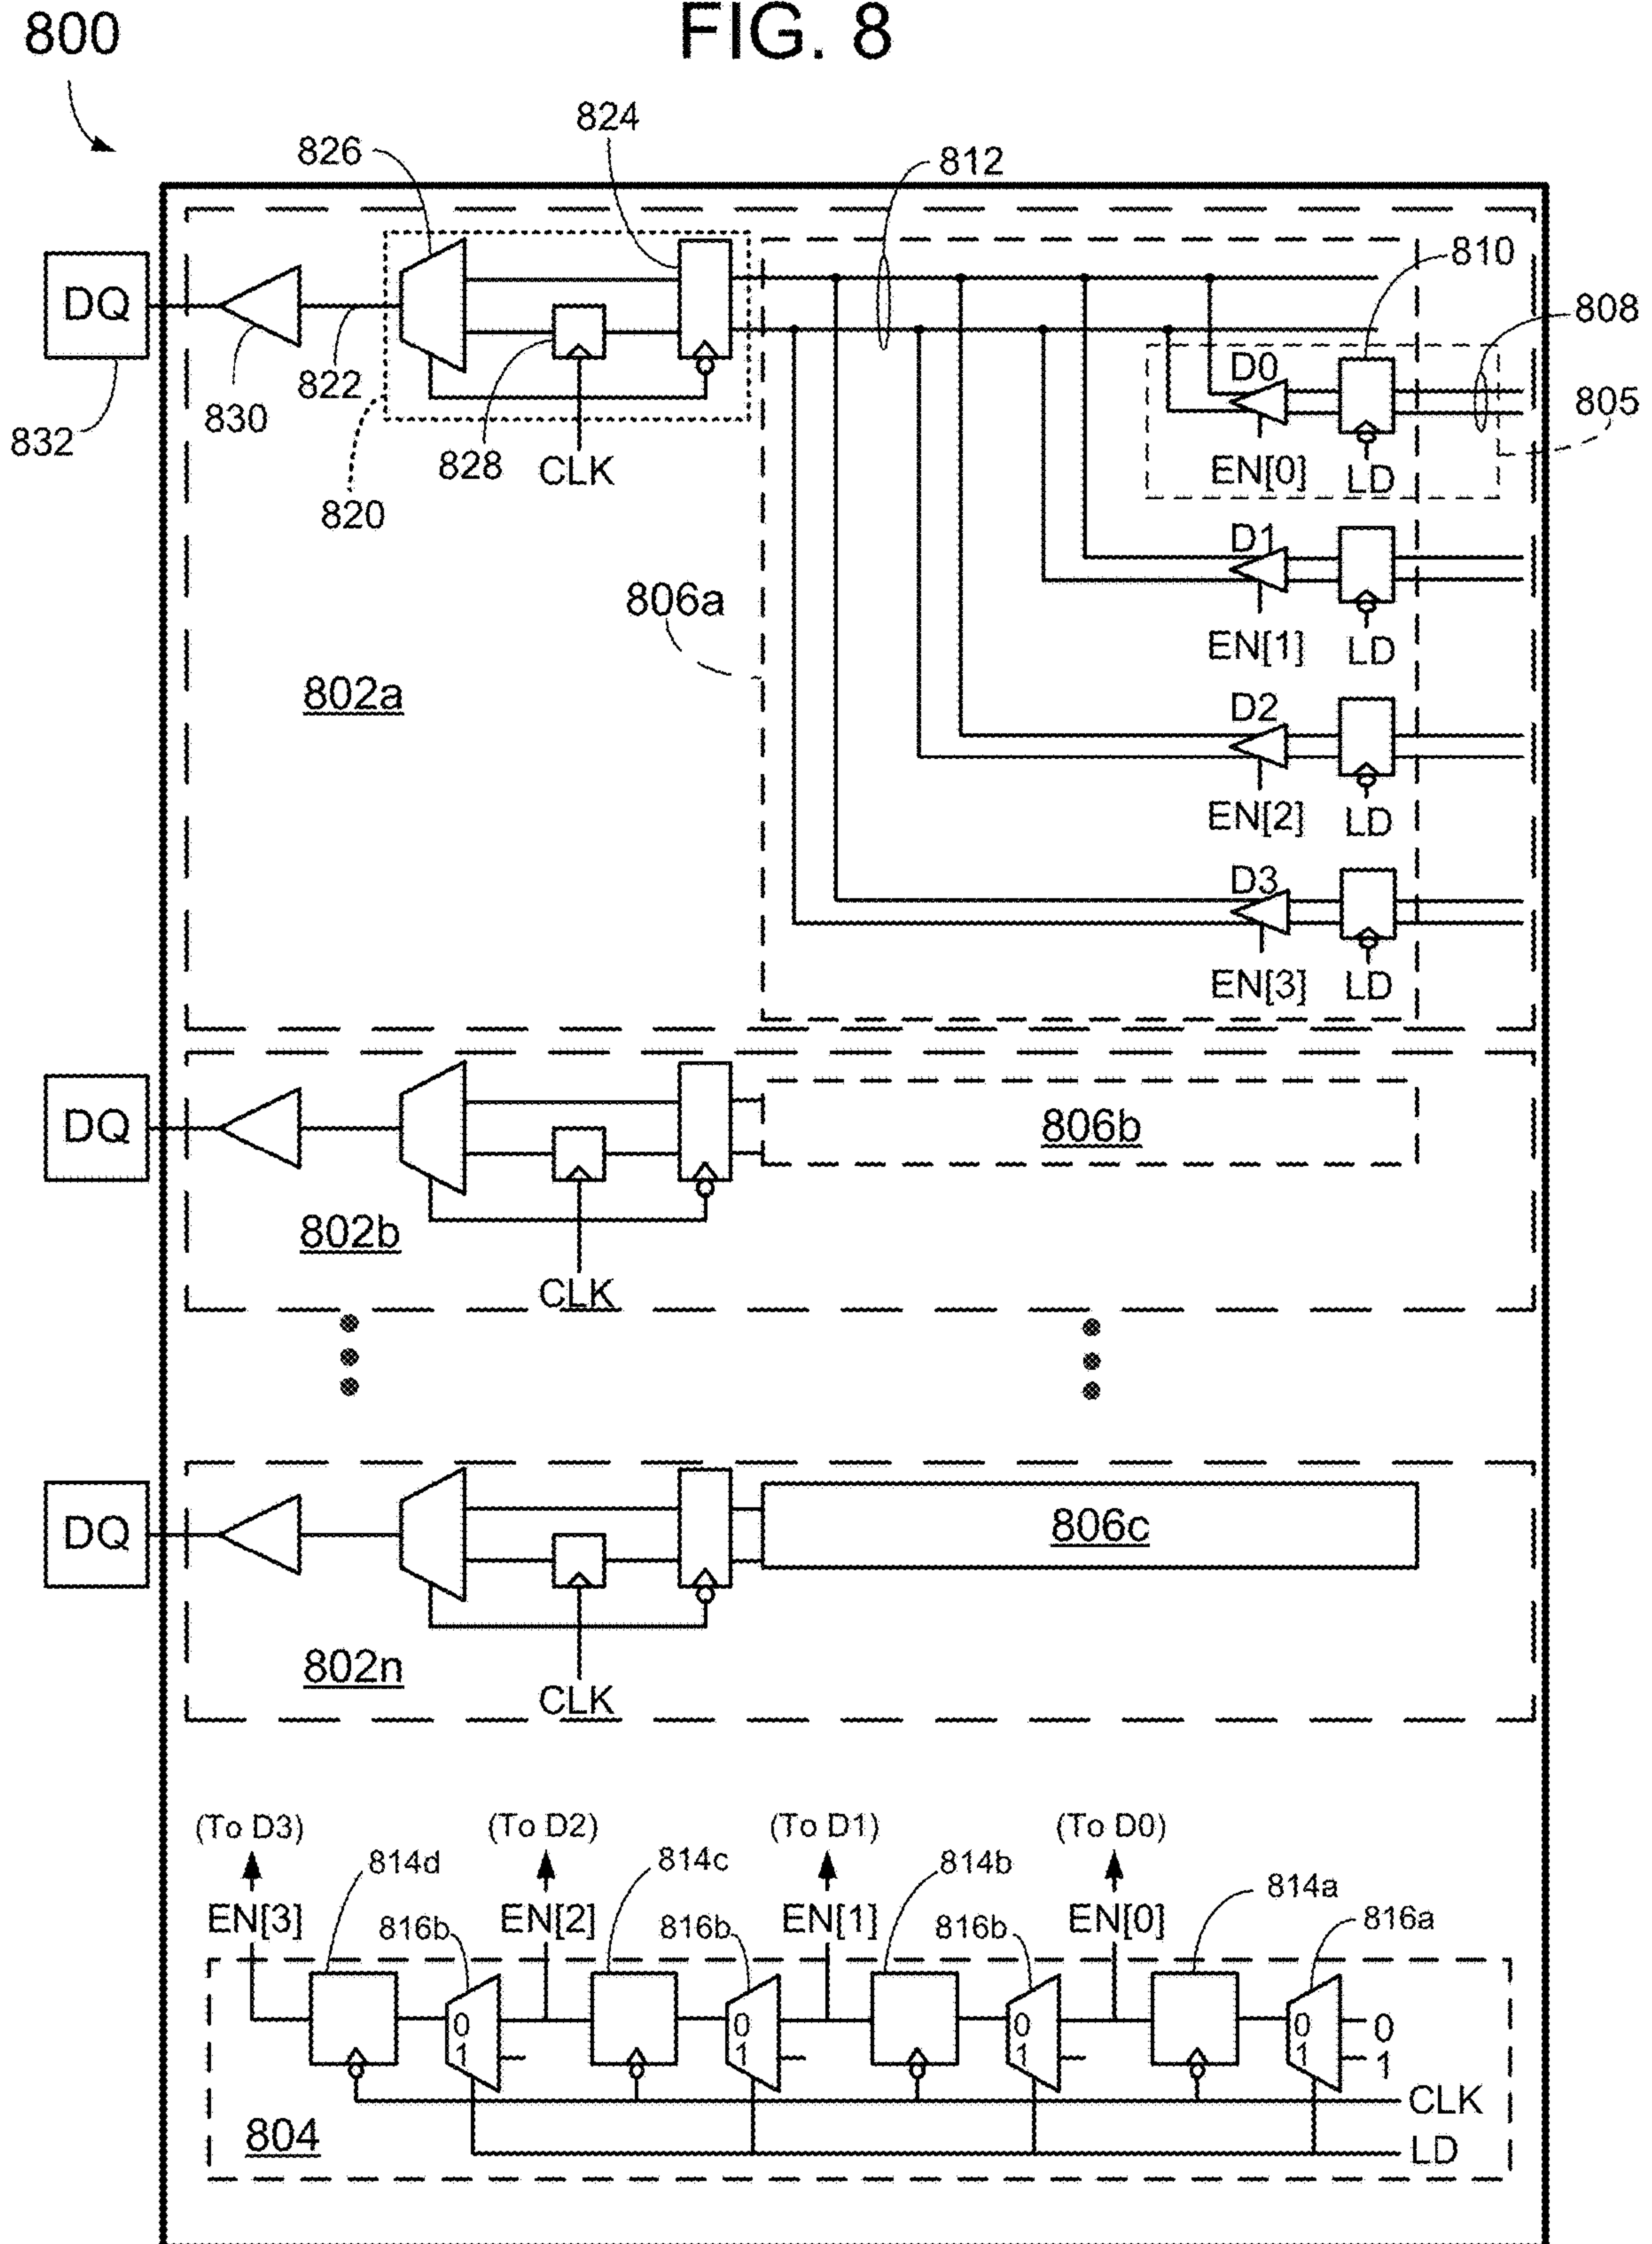 FIG. 8
800
824
826
812
810
DQ
808
D0
805
822
830
832
828
CLK
EN[0]
LD
820
D1
806a
EN[1]
LD
802a
D2
EN[2]
LD
D3
EN[3]
LD
DQ
806b
802b
CLK
DQ
806c
802n
CLK
(To D3)
(To D2)
(To D1)
(To D0)
814d
814c
814b
814a
EN[3]
816b
EN[2]
816b
EN[1]
816b
EN[0]
816a
0
1
0
1
0
1
0
1
0
1
CLK
804
LD